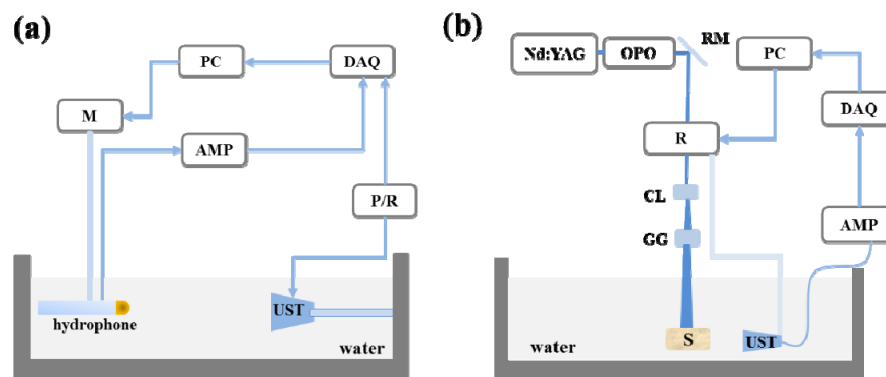 (a)
PC
DAQ
M
AMP
P/R
UST
hydrophone
water
(b)
Nd:YAG
OPO
RM
PC
R
DAQ
CL
GG
AMP
S
UST
water